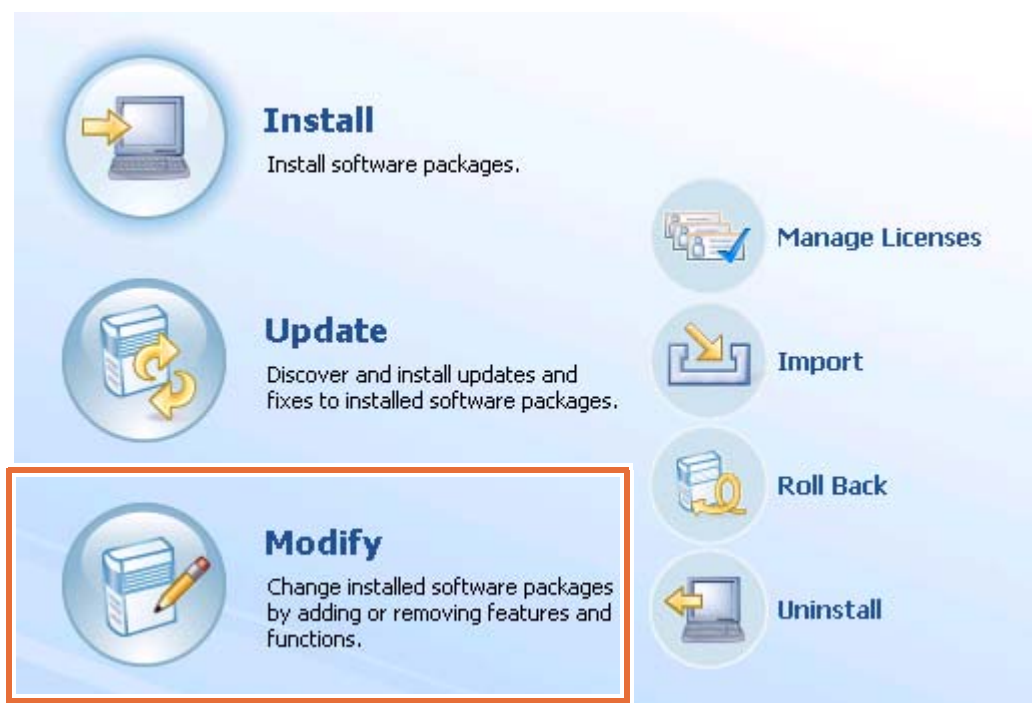 Install
Install software packages.
Update
Discover and install updates and
fixes to installed software packages.
Modify
Change installed software packages
by adding or removing features and
functions.
Manage Licenses
Import
Roll Back
Uninstall